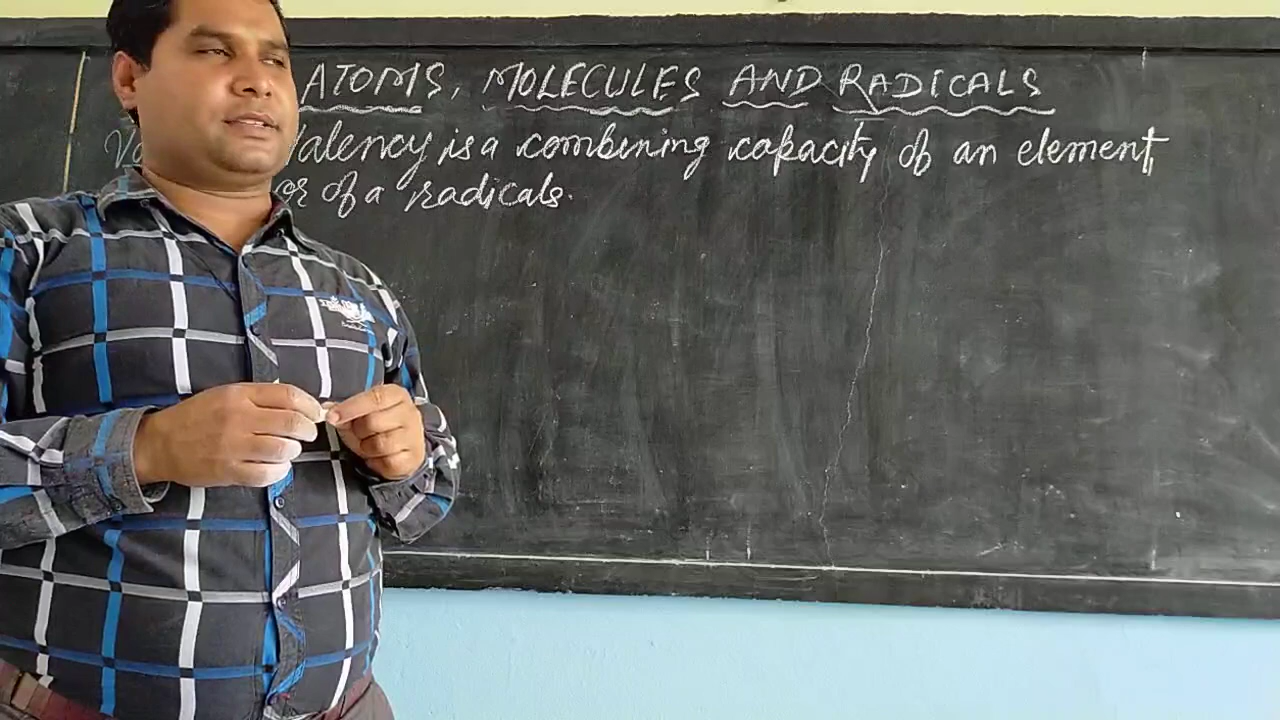 ATOMS, MOLECULES AND RADICALS
Valency is a combining capacity of an element,
or of a radicals.